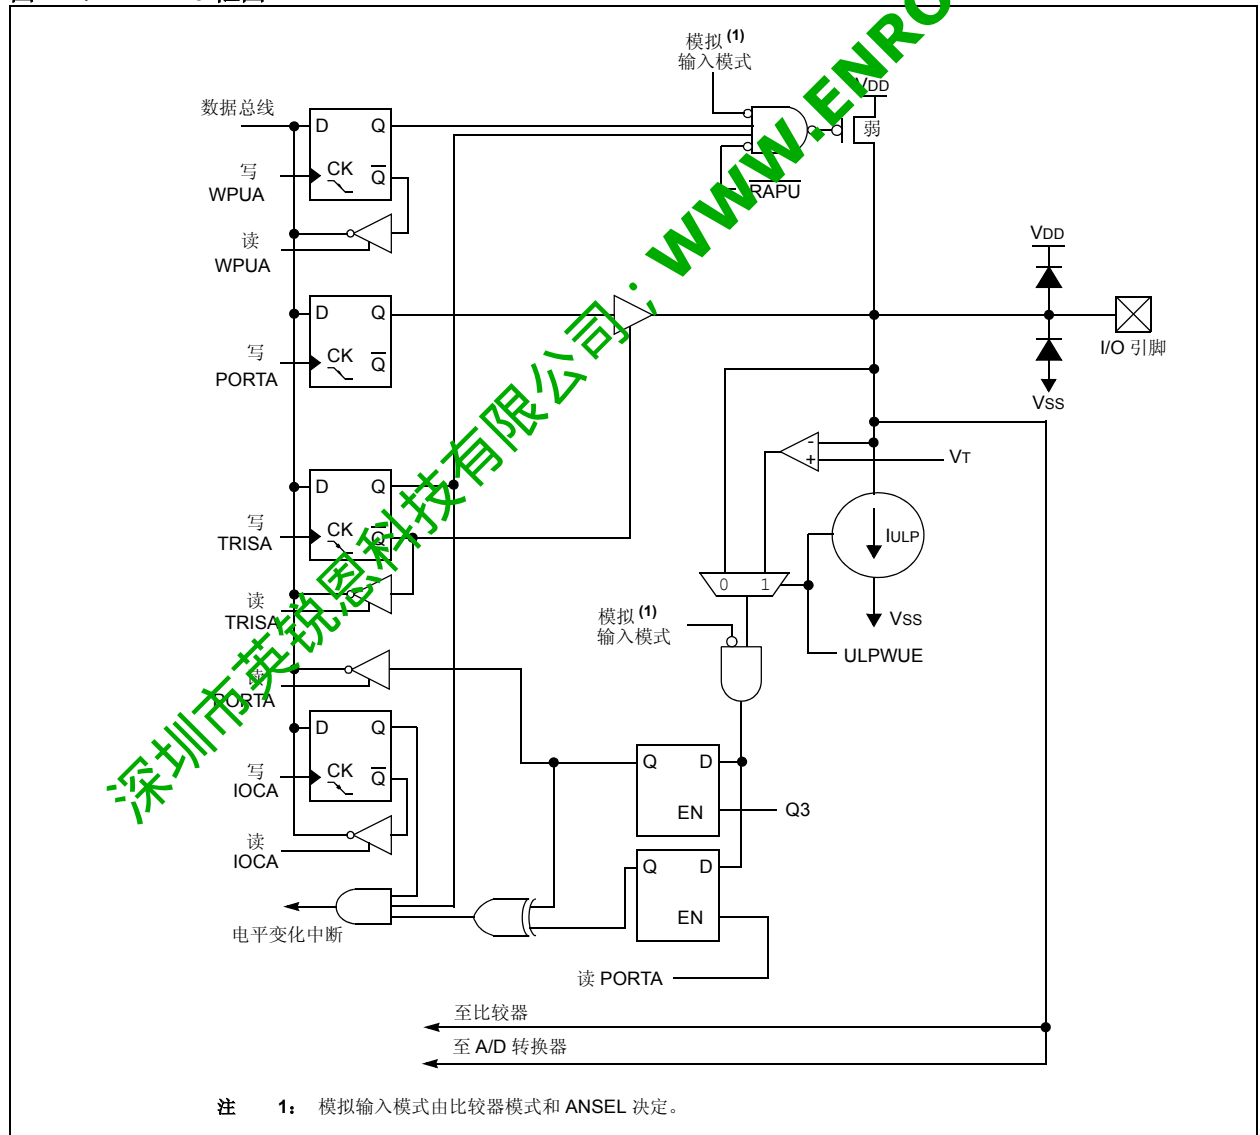 模拟 (1)
输入模式
VDD
数据总线
D Q
弱
写
WPUA
CK Q
RAPU
读
WPUA
VDD
D Q
I/O 引脚
写
PORTA
CK Q
VSS
-
+
VT
D Q
写
TRISA
CK Q
IULP
0 1
读
TRISA
模拟 (1)
输入模式
VSS
ULPWUE
读
PORTA
D Q
Q D
写
IOCA
CK Q
EN
Q3
读
IOCA
Q D
EN
电平变化中断
读 PORTA
至比较器
至 A/D 转换器
注 1: 模拟输入模式由比较器模式和 ANSEL 决定。
深圳市英锐恩科技有限公司; WWW.ENRO